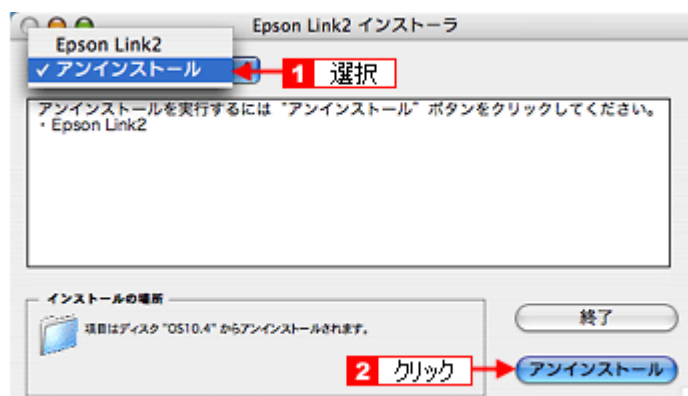 Epson Link2 インストーラ
Epson Link2
✓ アンインストール
1 選択
アンインストールを実行するには "アンインストール" ボタンをクリックしてください。
・Epson Link2
インストールの場所
項目はディスク "OS10.4" からアンインストールされます。
終了
2 クリック
アンインストール